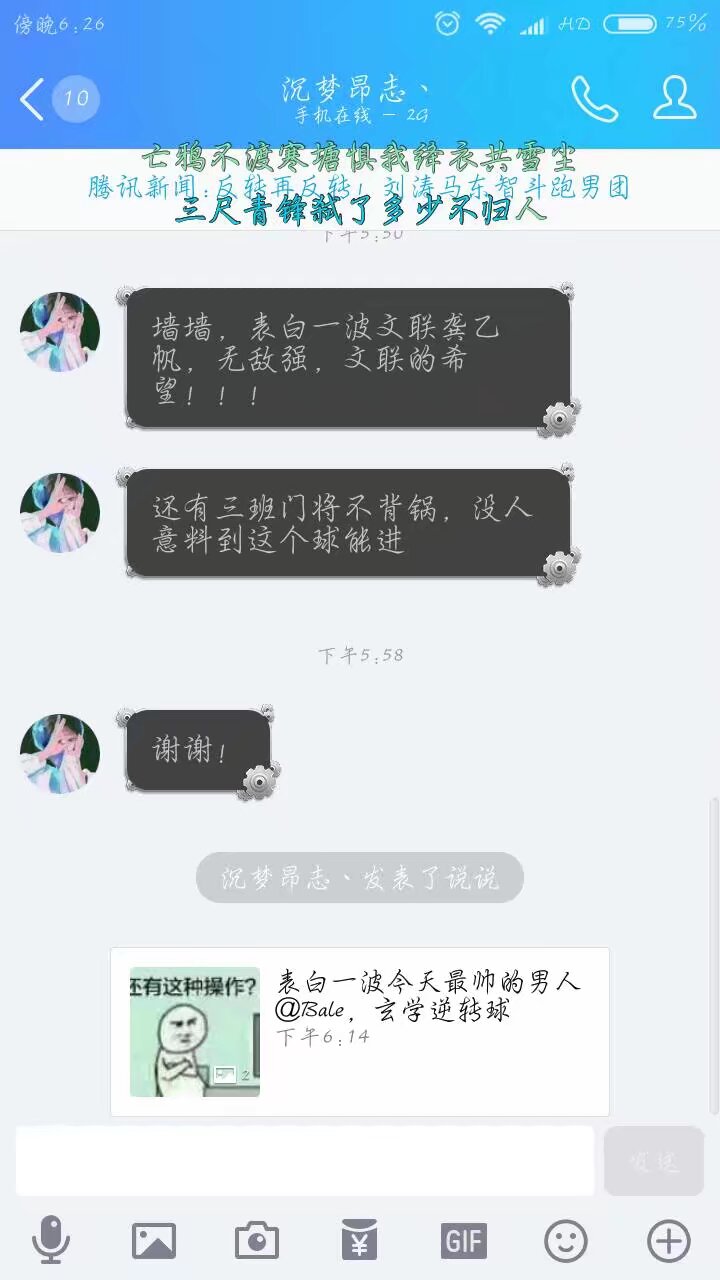 傍晚6:26
HD
75%
10
沉梦昂志、
手机在线 - 2G
亡鸦不渡寒塘惧我绛衣共雪尘
腾讯新闻:反转再反转！刘涛马东智斗跑男团
三尺青锋弑了多少不归人
下午5:50
墙墙，表白一波文联龚乙
帆，无敌强，文联的希
望！！！
还有三班门将不背锅，没人
意料到这个球能进
下午5:58
谢谢！
沉梦昂志、发表了说说
还有这种操作?
2
表白一波今天最帅的男人
@Bale，玄学逆转球
下午6:14
发送
GIF